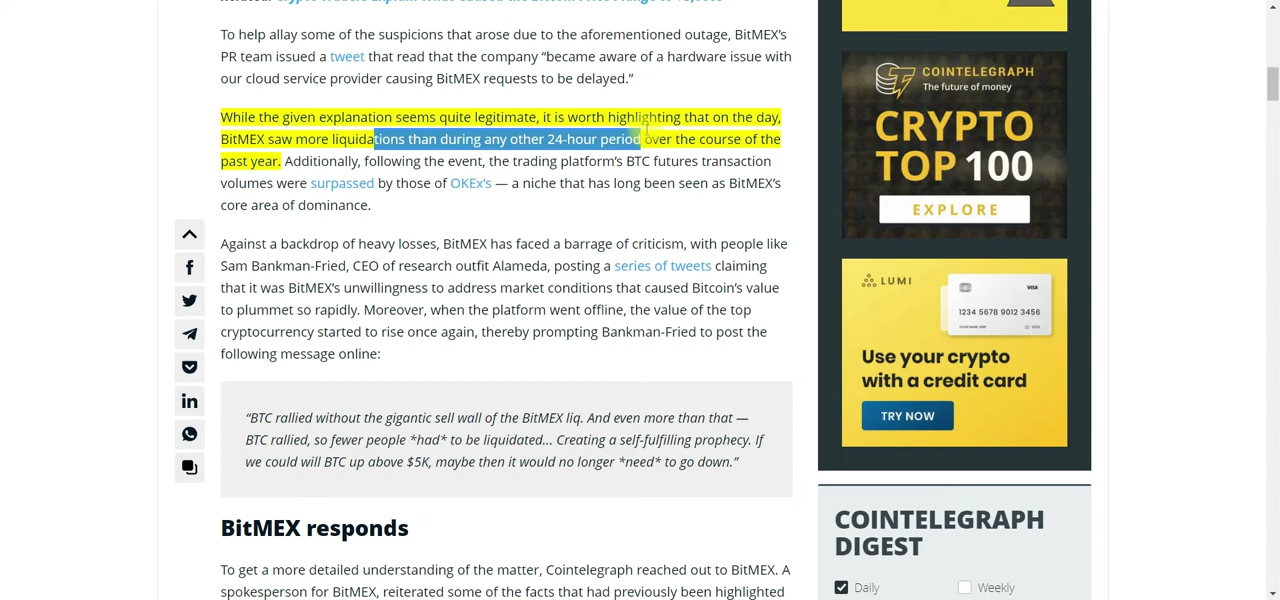 To help allay some of the suspicions that arose due to the aforementioned outage, BitMEX’s
PR team issued a tweet that read that the company “became aware of a hardware issue with
our cloud service provider causing BitMEX requests to be delayed.”
While the given explanation seems quite legitimate, it is worth highlighting that on the day,
BitMEX saw more liquidations than during any other 24-hour period over the course of the
past year. Additionally, following the event, the trading platform’s BTC futures transaction
volumes were surpassed by those of OKEx’s — a niche that has long been seen as BitMEX’s
core area of dominance.
Against a backdrop of heavy losses, BitMEX has faced a barrage of criticism, with people like
Sam Bankman-Fried, CEO of research outfit Alameda, posting a series of tweets claiming
that it was BitMEX’s unwillingness to address market conditions that caused Bitcoin’s value
to plummet so rapidly. Moreover, when the platform went offline, the value of the top
cryptocurrency started to rise once again, thereby prompting Bankman-Fried to post the
following message online:
“BTC rallied without the gigantic sell wall of the BitMEX liq. And even more than that —
BTC rallied, so fewer people *had* to be liquidated... Creating a self-fulfilling prophecy. If
we could will BTC up above $5K, maybe then it would no longer *need* to go down.”
BitMEX responds
To get a more detailed understanding of the matter, Cointelegraph reached out to BitMEX. A
spokesperson for BitMEX, reiterated some of the facts that had previously been highlighted
COINTELEGRAPH
The future of money
CRYPTO
TOP 100
EXPLORE
LUMI
VISA
1234 5678 9012 3456
Use your crypto
with a credit card
TRY NOW
COINTELEGRAPH
DIGEST
Daily
Weekly